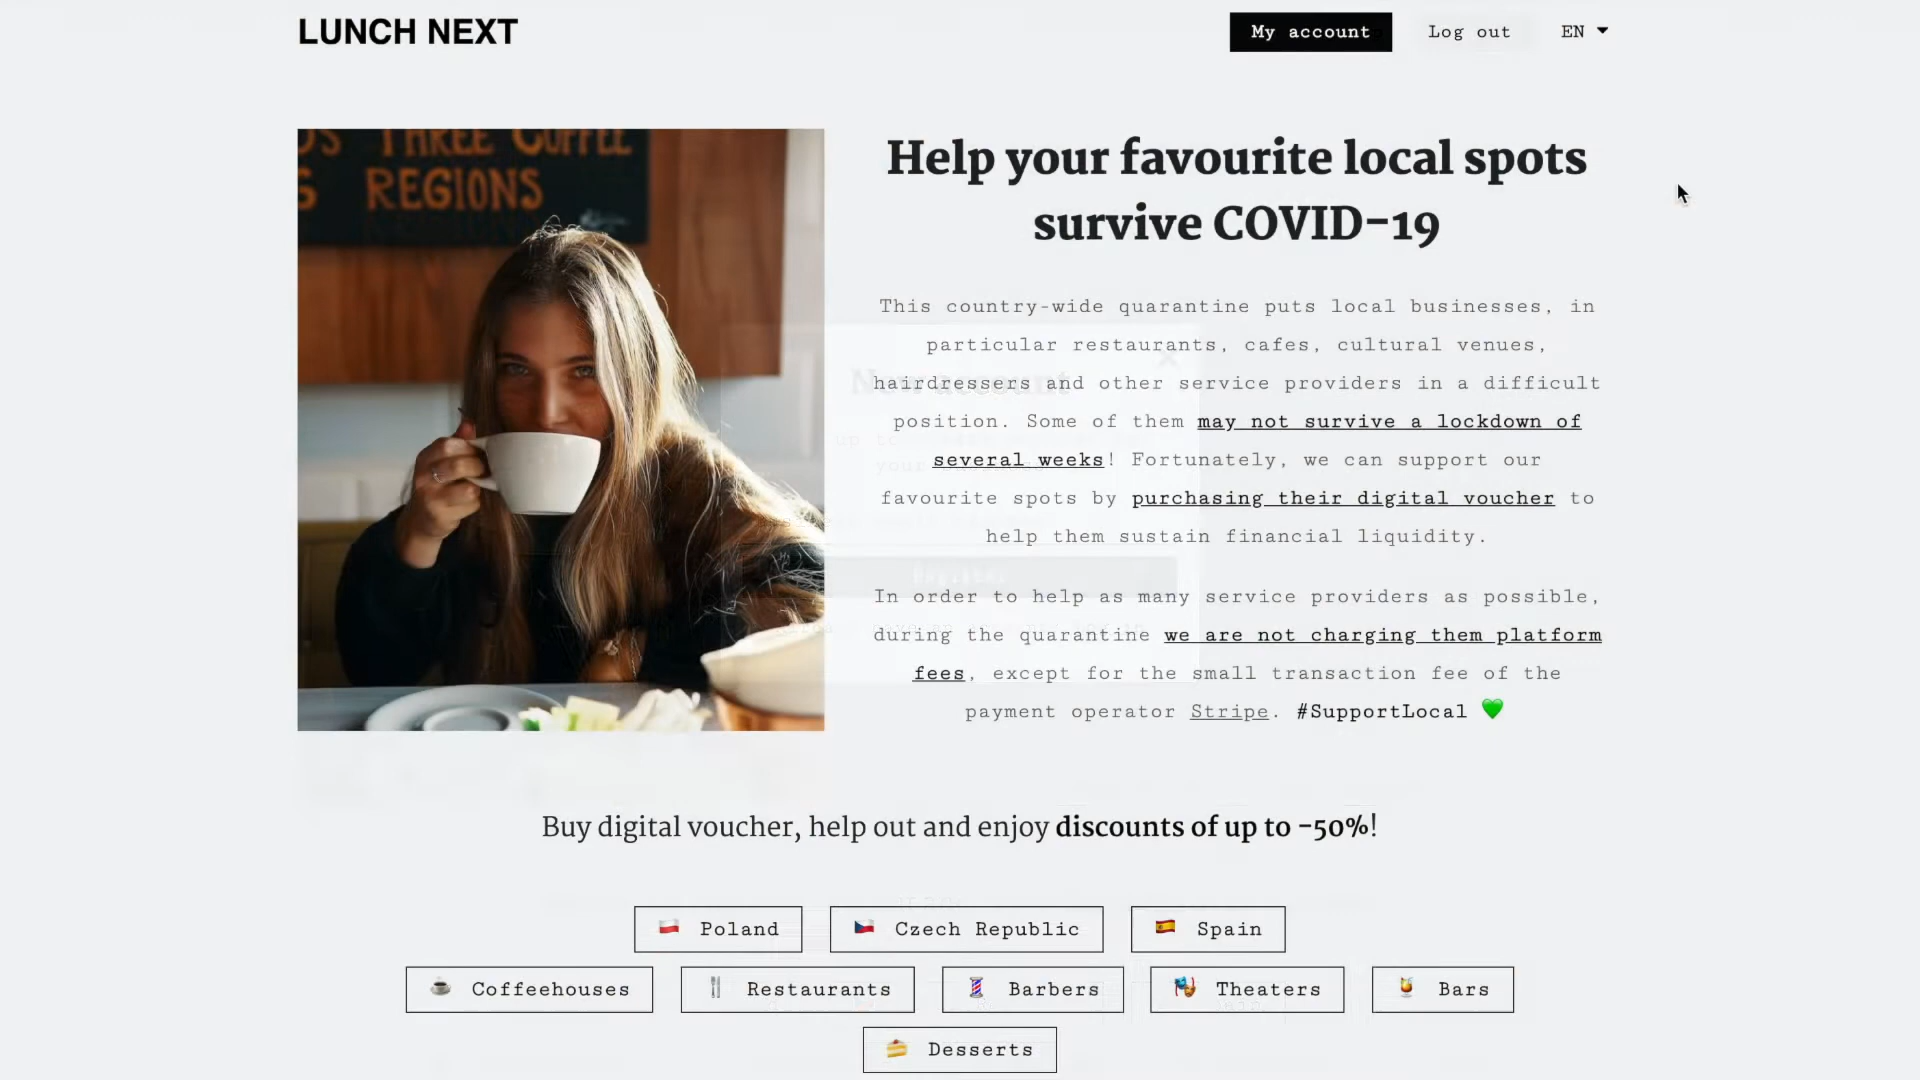 LUNCH NEXT
My account
Log out
EN
THREE COFFEE
REGIONS
Help your favourite local spots
survive COVID-19
This country-wide quarantine puts local businesses, in
particular restaurants, cafes, cultural venues,
hairdressers and other service providers in a difficult
position. Some of them may not survive a lockdown of
several weeks! Fortunately, we can support our
favourite spots by purchasing their digital voucher to
help them sustain financial liquidity.
In order to help as many service providers as possible,
during the quarantine we are not charging them platform
fees, except for the small transaction fee of the
payment operator Stripe. #SupportLocal
Buy digital voucher, help out and enjoy discounts of up to -50%!
Poland
Czech Republic
Spain
Coffeehouses
Restaurants
Barbers
Theaters
Bars
Desserts